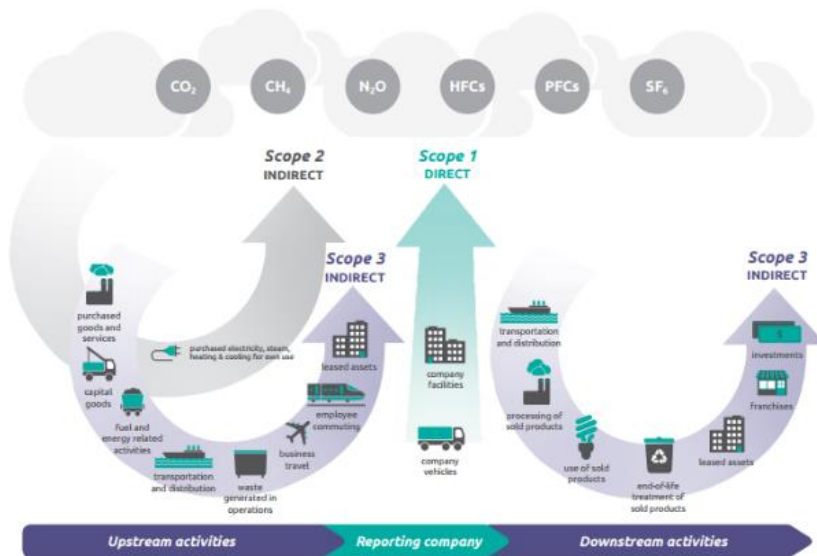 CO₂
CH₄
N₂O
HFCs
PFCs
SF₆
Scope 2
INDIRECT
Scope 1
DIRECT
Scope 3
INDIRECT
Scope 3
INDIRECT
purchased
goods and
services
capital
goods
fuel and
energy related
activities
purchased electricity, steam,
heating & cooling for own use
transportation
and distribution
waste
generated in
operations
business
travel
employee
commuting
leased assets
company
facilities
company
vehicles
transportation
and distribution
processing of
sold products
use of sold
products
end-of-life
treatment of
sold products
leased assets
franchises
investments
$
Upstream activities
Reporting company
Downstream activities